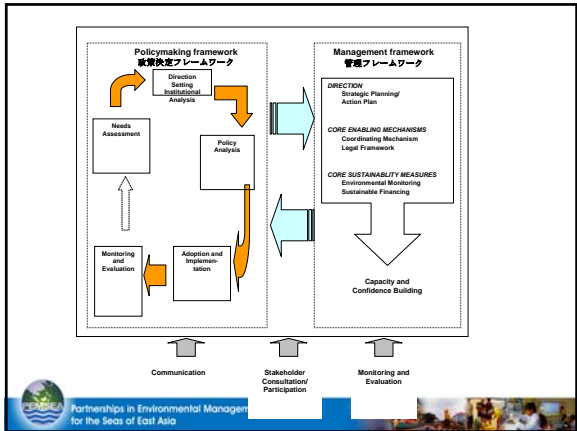 Policymaking framework
政策決定フレームワーク
Direction
Setting
Institutional
Analysis
Needs
Assessment
Policy
Analysis
Monitoring
and
Evaluation
Adoption and
Implemen-
tation
Management framework
管理フレームワーク
DIRECTION
Strategic Planning/
Action Plan
CORE ENABLING MECHANISMS
Coordinating Mechanism
Legal Framework
CORE SUSTAINABLITY MEASURES
Environmental Monitoring
Sustainable Financing
Capacity and
Confidence Building
Communication
Stakeholder
Consultation/
Participation
Monitoring and
Evaluation
PEMSEA
Partnerships in Environmental Managem
for the Seas of East Asia